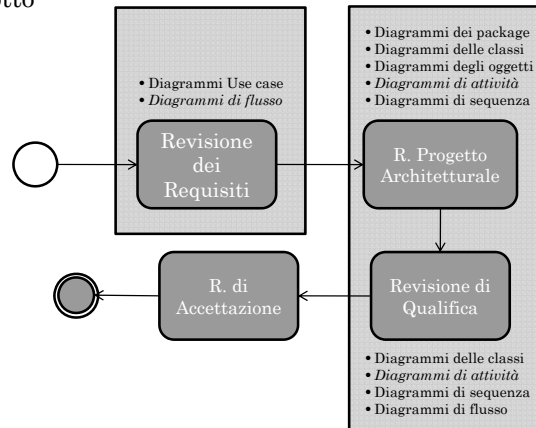 • Diagrammi dei package
• Diagrammi delle classi
• Diagrammi degli oggetti
• Diagrammi di attività
• Diagrammi di sequenza
• Diagrammi Use case
• Diagrammi di flusso
Revisione
dei
Requisiti
R. Progetto
Architetturale
R. di
Accettazione
Revisione di
Qualifica
• Diagrammi delle classi
• Diagrammi di attività
• Diagrammi di sequenza
• Diagrammi di flusso